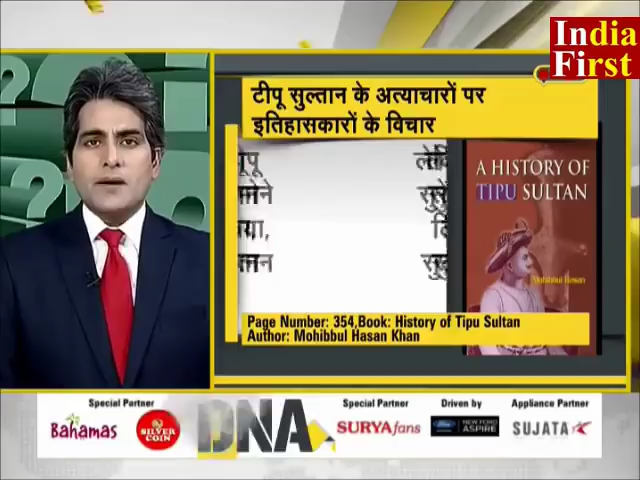 India
First
टीपू सुल्तान के अत्याचारों पर
इतिहासकारों के विचार
A HISTORY OF
TIPU SULTAN
Mohibbul Hasan
Page Number: 354,Book: History of Tipu Sultan
Author: Mohibbul Hasan Khan
Special Partner
Special Partner
Driven by
Appliance Partner
BAHAMAS
SILVER
COIN
DNA
SURYA fans
Ford
NEW FORD
ASPIRE
SUJATA